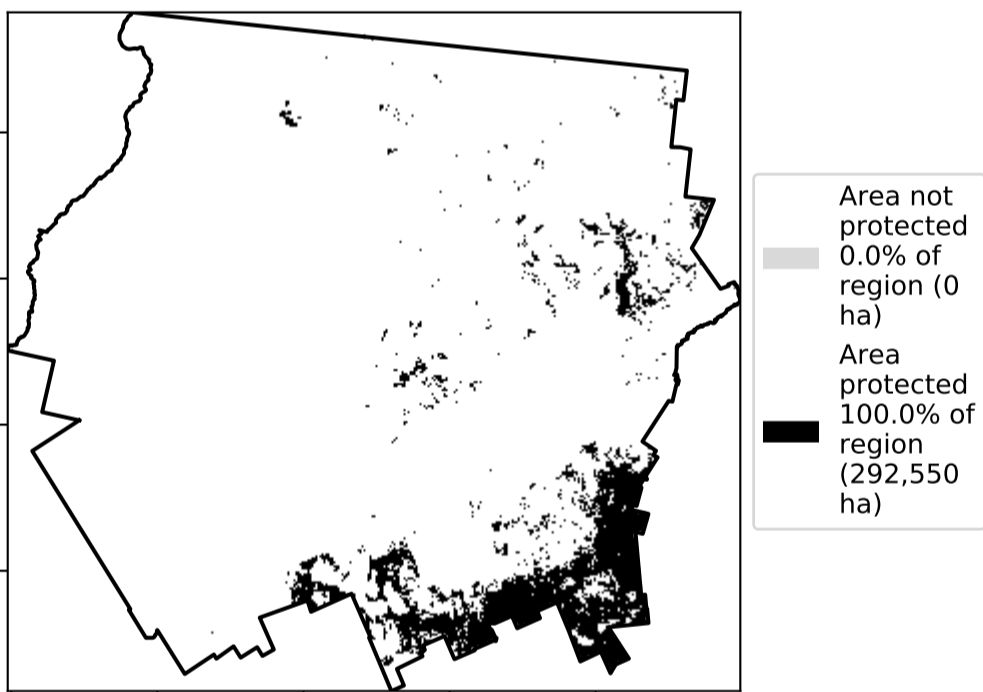 Area not
protected
0.0% of
region (0
ha)
Area
protected
100.0% of
region
(292,550
ha)